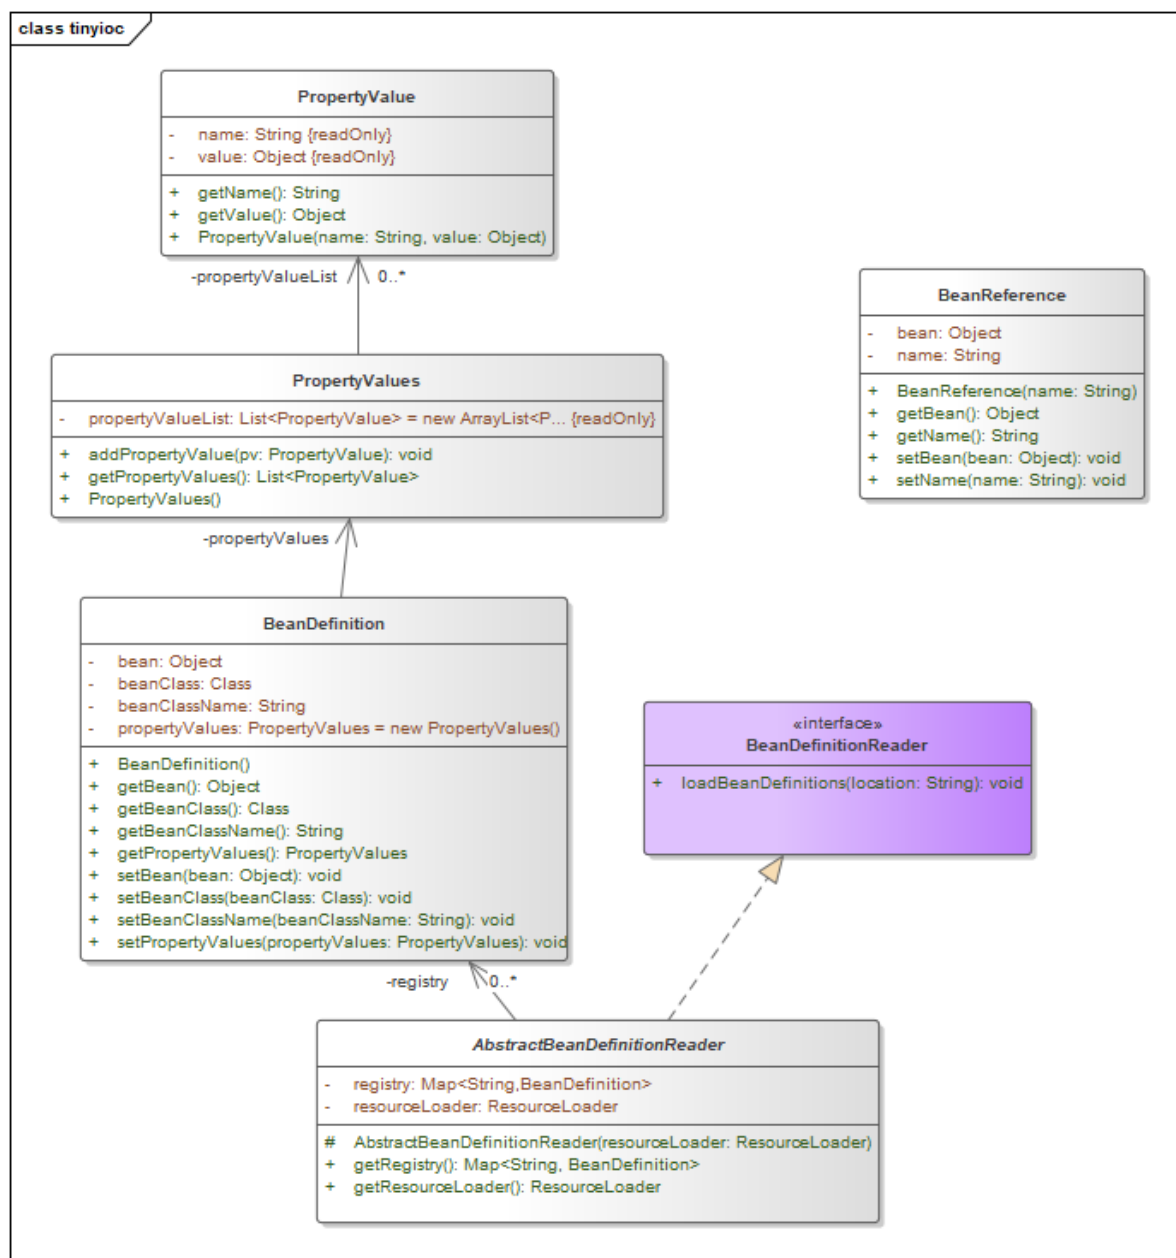 class tinyioc
PropertyValue
- name: String {readOnly}
- value: Object {readOnly}
+ getName(): String
+ getValue(): Object
+ PropertyValue(name: String, value: Object)
-propertyValueList 0..*
BeanReference
- bean: Object
- name: String
+ BeanReference(name: String)
+ getBean(): Object
+ getName(): String
+ setBean(bean: Object): void
+ setName(name: String): void
PropertyValues
- propertyValueList: List<PropertyValue> = new ArrayList<P... {readOnly}
+ addPropertyValue(pv: PropertyValue): void
+ getPropertyValues(): List<PropertyValue>
+ PropertyValues()
-propertyValues
BeanDefinition
- bean: Object
- beanClass: Class
- beanClassName: String
- propertyValues: PropertyValues = new PropertyValues()
+ BeanDefinition()
+ getBean(): Object
+ getBeanClass(): Class
+ getBeanClassName(): String
+ getPropertyValues(): PropertyValues
+ setBean(bean: Object): void
+ setBeanClass(beanClass: Class): void
+ setBeanClassName(beanClassName: String): void
+ setPropertyValues(propertyValues: PropertyValues): void
«interface»
BeanDefinitionReader
+ loadBeanDefinitions(location: String): void
-registry 0..*
AbstractBeanDefinitionReader
- registry: Map<String,BeanDefinition>
- resourceLoader: ResourceLoader
# AbstractBeanDefinitionReader(resourceLoader: ResourceLoader)
+ getRegistry(): Map<String, BeanDefinition>
+ getResourceLoader(): ResourceLoader